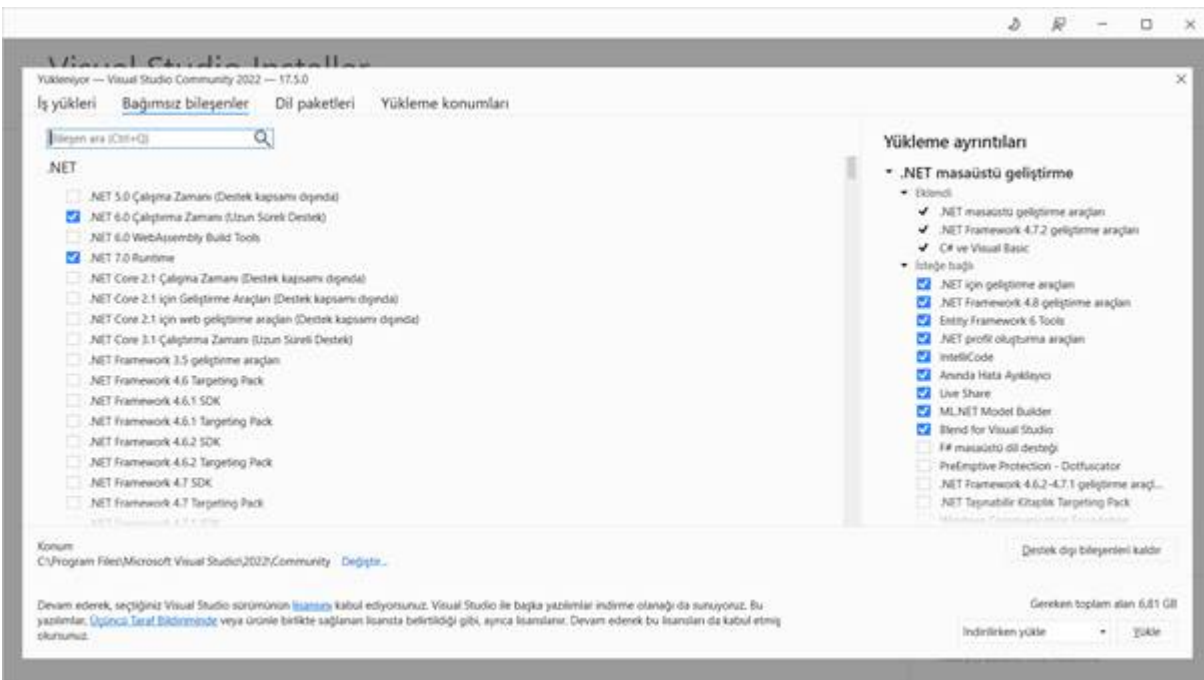 Visual Studio Installer
Yükleniyor — Visual Studio Community 2022 — 17.5.0
İş yükleri Bağımsız bileşenler Dil paketleri Yükleme konumları
Bileşen ara (Ctrl+Q)
.NET
.NET 5.0 Çalışma Zamanı (Destek kapsamı dışında)
.NET 6.0 Çalıştırma Zamanı (Uzun Süreli Destek)
.NET 6.0 WebAssembly Build Tools
.NET 7.0 Runtime
.NET Core 2.1 Çalışma Zamanı (Destek kapsamı dışında)
.NET Core 2.1 için Geliştirme Araçları (Destek kapsamı dışında)
.NET Core 2.1 için web geliştirme araçları (Destek kapsamı dışında)
.NET Core 3.1 Çalıştırma Zamanı (Uzun Süreli Destek)
.NET Framework 3.5 geliştirme araçları
.NET Framework 4.6 Targeting Pack
.NET Framework 4.6.1 SDK
.NET Framework 4.6.1 Targeting Pack
.NET Framework 4.6.2 SDK
.NET Framework 4.6.2 Targeting Pack
.NET Framework 4.7 SDK
.NET Framework 4.7 Targeting Pack
Yükleme ayrıntıları
.NET masaüstü geliştirme
Eklendi
.NET masaüstü geliştirme araçları
.NET Framework 4.7.2 geliştirme araçları
C# ve Visual Basic
İsteğe bağlı
.NET için geliştirme araçları
.NET Framework 4.8 geliştirme araçları
Entity Framework 6 Tools
.NET profil oluşturma araçları
IntelliCode
Anında Hata Ayıklayıcı
Live Share
ML.NET Model Builder
Blend for Visual Studio
F# masaüstü dil desteği
PreEmptive Protection - Dotfuscator
.NET Framework 4.6.2-4.7.1 geliştirme araçl...
.NET Taşınabilir Kitaplık Targeting Pack
Konum
C:\Program Files\Microsoft Visual Studio\2022\Community Değiştir...
Destek dışı bileşenleri kaldır
Devam ederek, seçtiğiniz Visual Studio sürümünün lisansını kabul ediyorsunuz. Visual Studio ile başka yazılımlar indirme olanağı da sunuyoruz. Bu
yazılımlar, Üçüncü Taraf Bildiriminde veya ürünle birlikte sağlanan lisansta belirtildiği gibi, ayrıca lisanslanır. Devam ederek bu lisansları da kabul etmiş
olursunuz.
Gereken toplam alan 6,81 GB
İndirilirken yükle Yükle